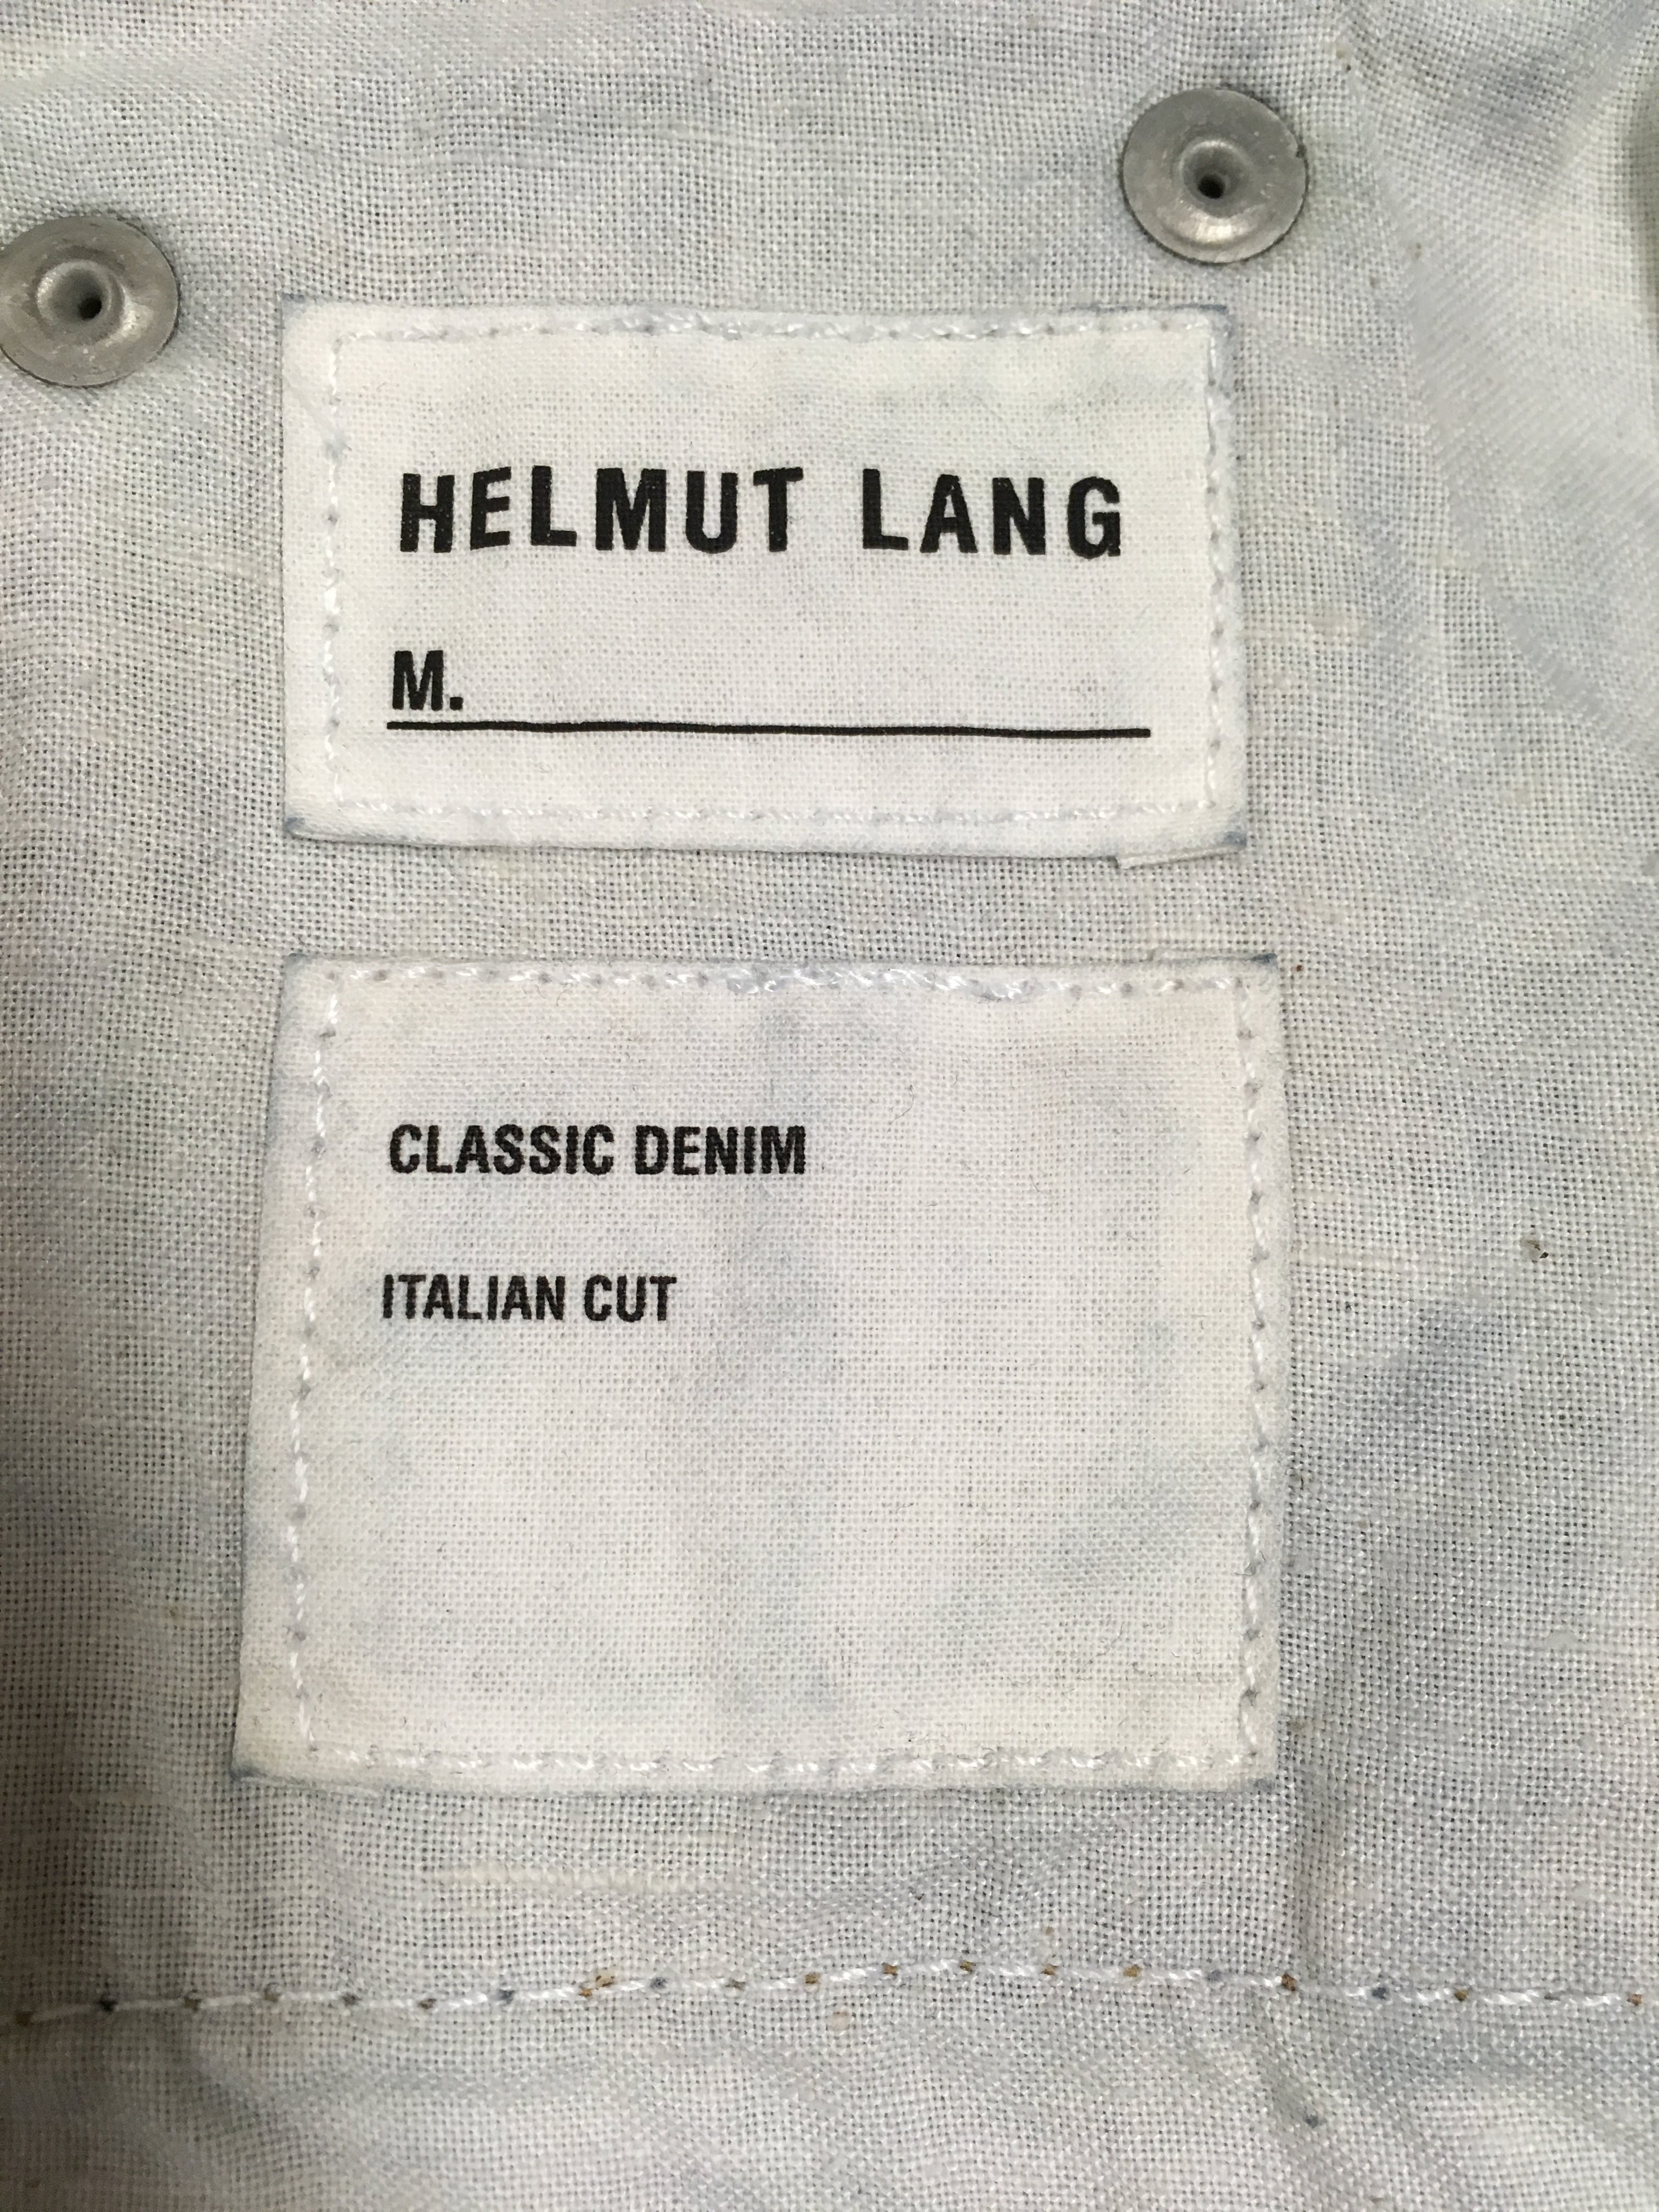 HELMUT LANG
M.
CLASSIC DENIM
ITALIAN CUT